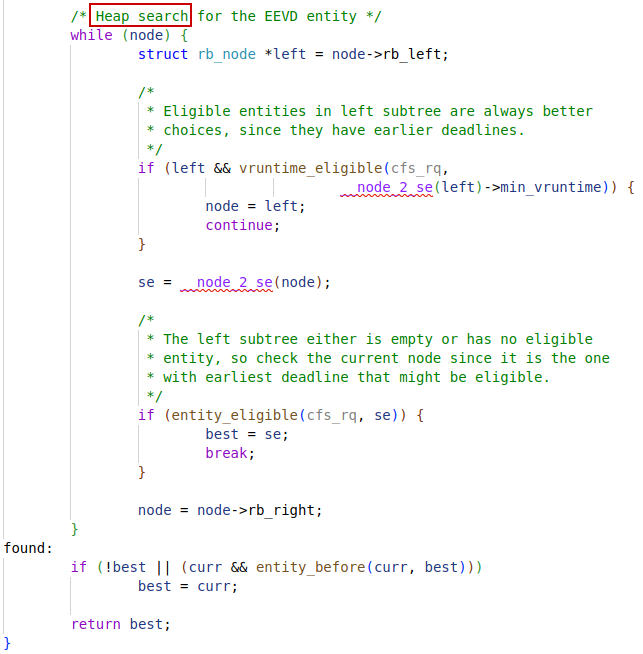 /* Heap search for the EEVD entity */
while (node) {
struct rb_node *left = node->rb_left;
/*
* Eligible entities in left subtree are always better
* choices, since they have earlier deadlines.
*/
if (left && vruntime_eligible(cfs_rq,
__node_2_se(left)->min_vruntime)) {
node = left;
continue;
}
se = __node_2_se(node);
/*
* The left subtree either is empty or has no eligible
* entity, so check the current node since it is the one
* with earliest deadline that might be eligible.
*/
if (entity_eligible(cfs_rq, se)) {
best = se;
break;
}
node = node->rb_right;
}
found:
if (!best || (curr && entity_before(curr, best)))
best = curr;
return best;
}